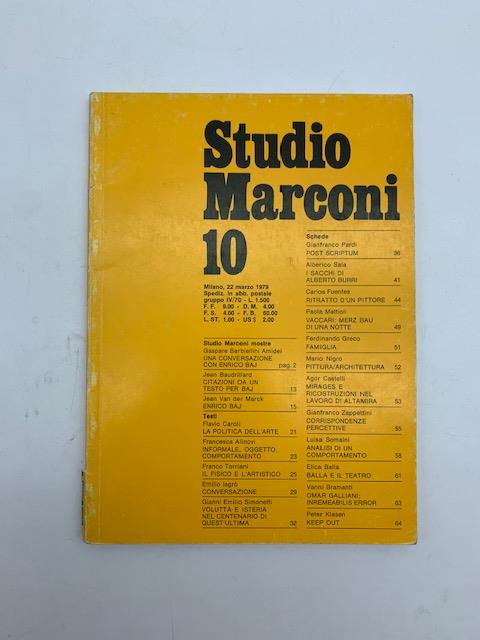 Studio
Marconi
10
Milano, 22 marzo 1979
Spediz. in abb. postale
gruppo IV/70 - L. 1.500
F. F. 9.00 - D. M. 4.00
F. S. 4.00 - F. B. 60.00
L. ST. 1.00 - US $ 2.00
Studio Marconi mostre
Gaspare Barbiellini Amidei
UNA CONVERSAZIONE
CON ENRICO BAJ pag. 2
Jean Baudrillard
CITAZIONI DA UN
TESTO PER BAJ 13
Jean Van der Marck
ENRICO BAJ 15
Testi
Flavio Caroli
LA POLITICA DELL'ARTE 21
Francesca Alinovi
INFORMALE, OGGETTO,
COMPORTAMENTO 23
Franco Torriani
IL FISICO E L'ARTISTICO 25
Emilio Isgrò
CONVERSAZIONE 29
Gianni Emilio Simonetti
VOLUTTÀ E ISTERIA
NEL CENTENARIO DI
QUEST'ULTIMA 32
Schede
Gianfranco Pardi
POST SCRIPTUM 36
Alberico Sala
I SACCHI DI
ALBERTO BURRI 41
Carlos Fuentes
RITRATTO D'UN PITTORE 44
Paola Mattioli
VACCARI: MERZ BAU
DI UNA NOTTE 49
Ferdinando Greco
FAMIGLIA 51
Mario Nigro
PITTURA/ARCHITETTURA 52
Agor Castelli
MIRAGES E
RICOSTRUZIONI NEL
LAVORO DI ALTAMIRA 53
Gianfranco Zappettini
CORRISPONDENZE
PERCETTIVE 55
Luisa Somaini
ANALISI DI UN
COMPORTAMENTO 58
Elica Balla
BALLA E IL TEATRO 61
Vanni Bramanti
OMAR GALLIANI:
INREMEABILIS ERROR 63
Peter Klasen
KEEP OUT 64